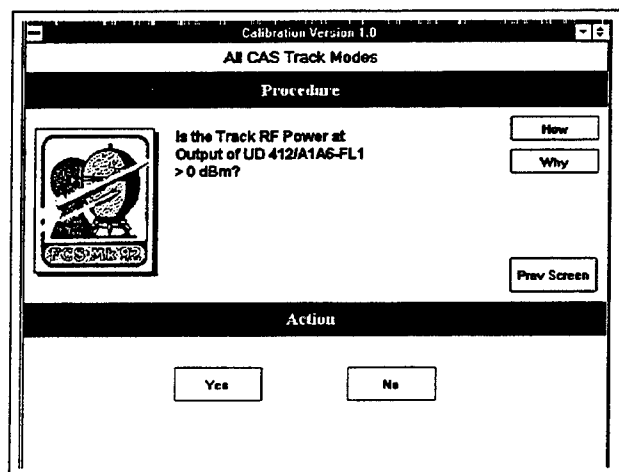 Calibration Version 1.0
All CAS Track Modes
Procedure
Is the Track RF Power at
Output of UD 412/A1A6-FL1
> 0 dBm?
How
Why
FCS Mk 92
Prev Screen
Action
Yes
No